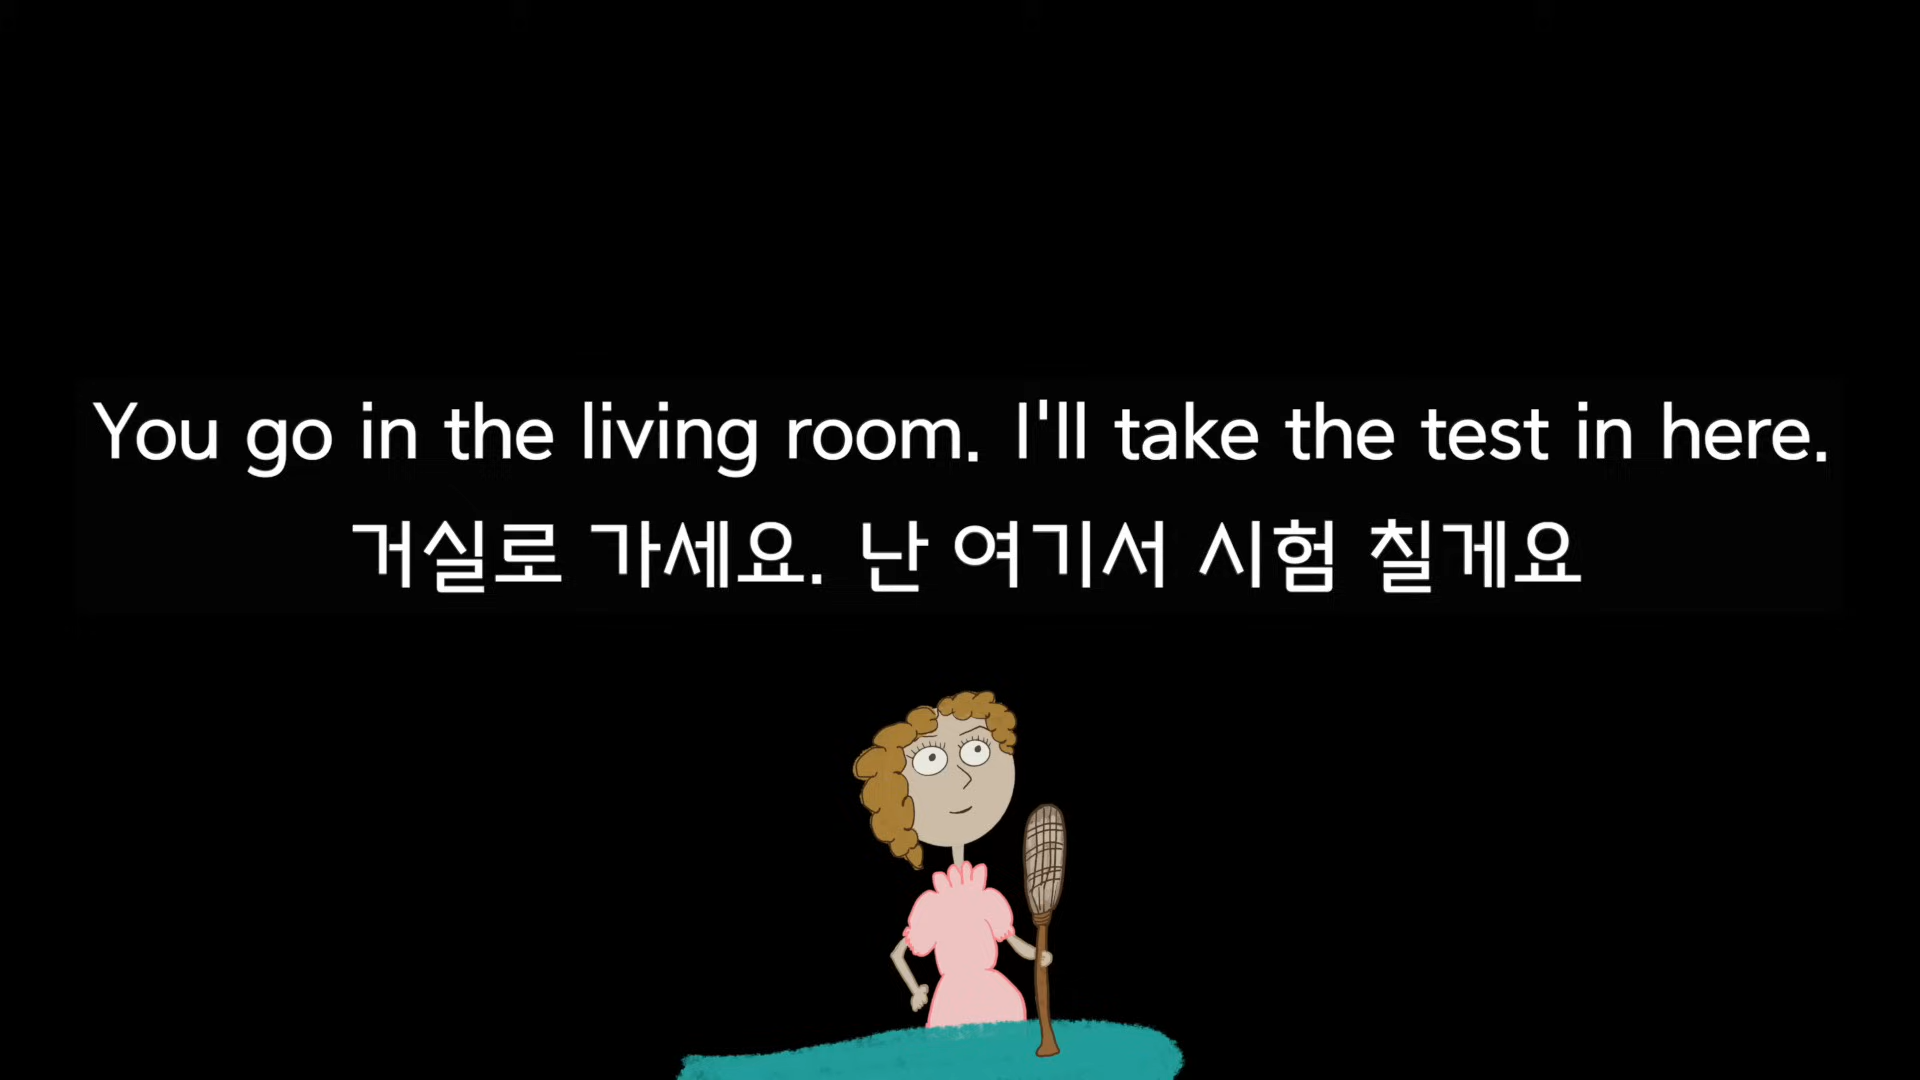 You go in the living room. I'll take the test in here.
거실로 가세요. 난 여기서 시험 칠게요